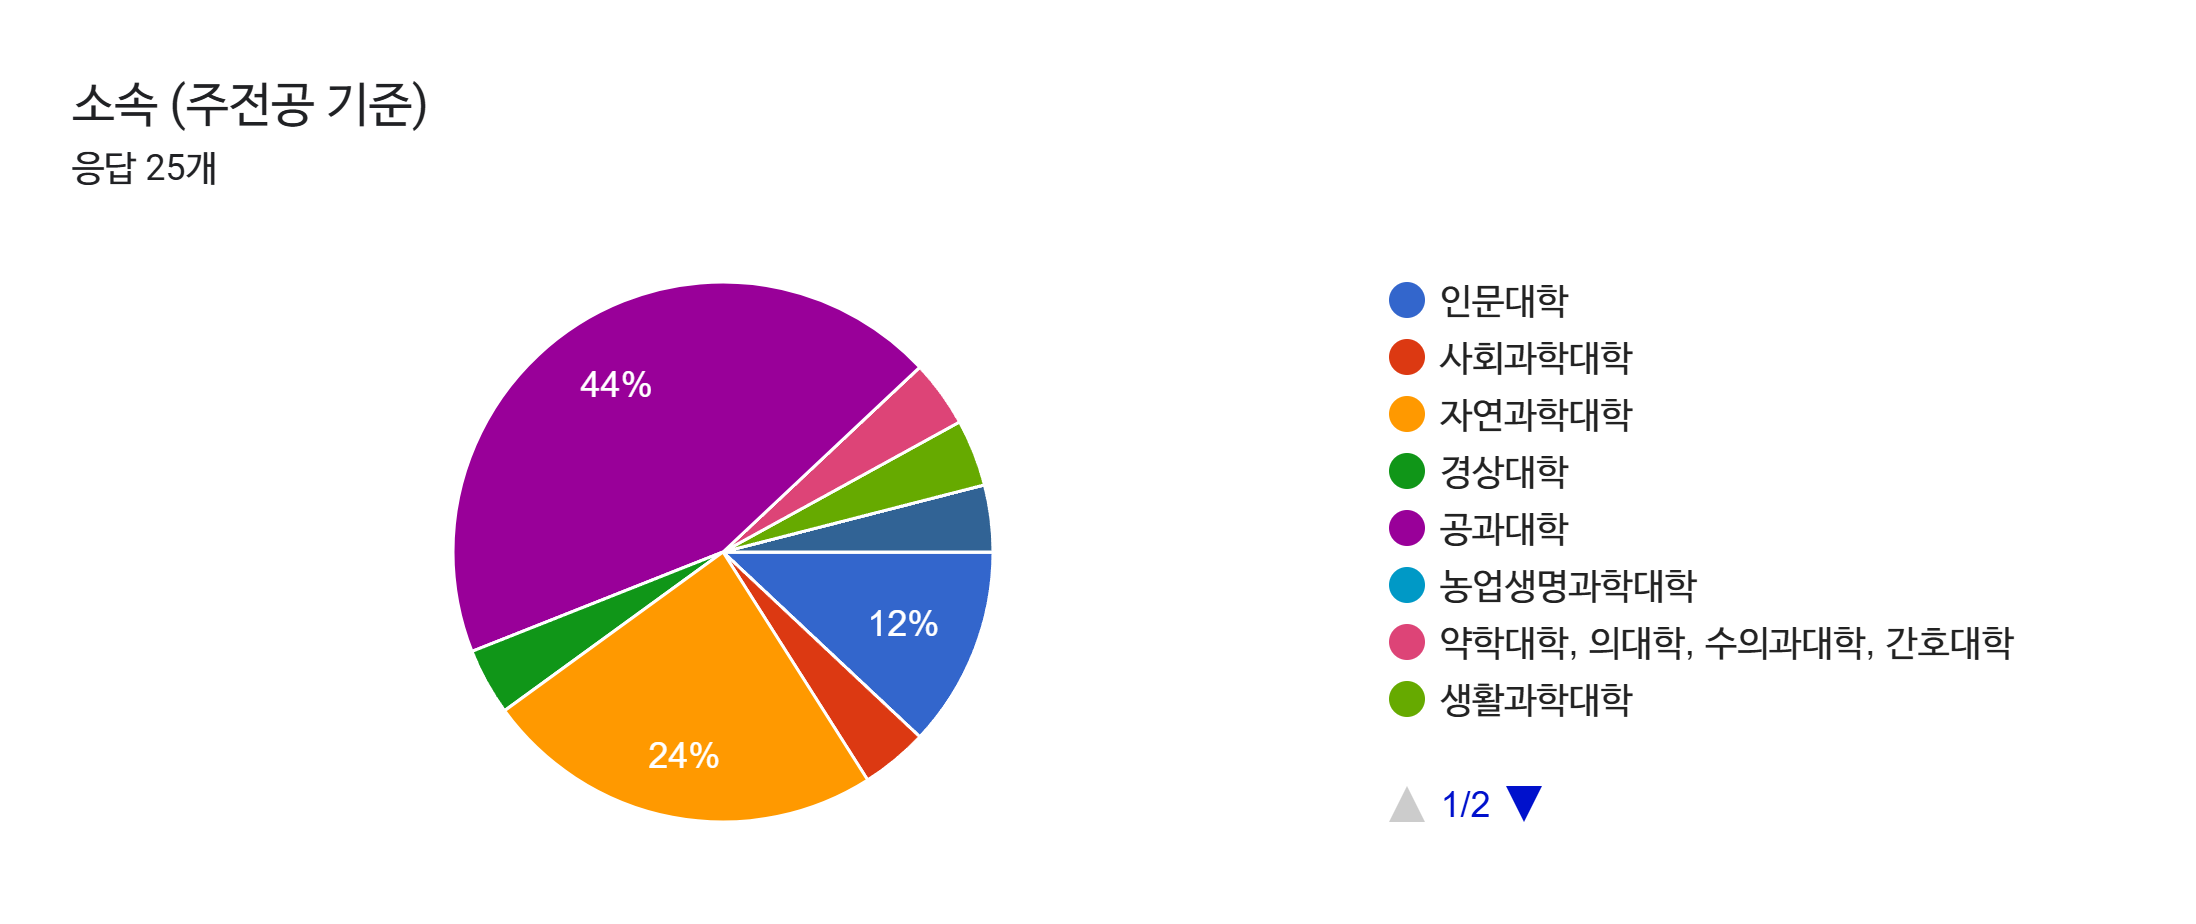 소속 (주전공 기준)
응답 25개
44%
12%
24%
인문대학
사회과학대학
자연과학대학
경상대학
공과대학
농업생명과학대학
약학대학, 의대학, 수의과대학, 간호대학
생활과학대학
1/2